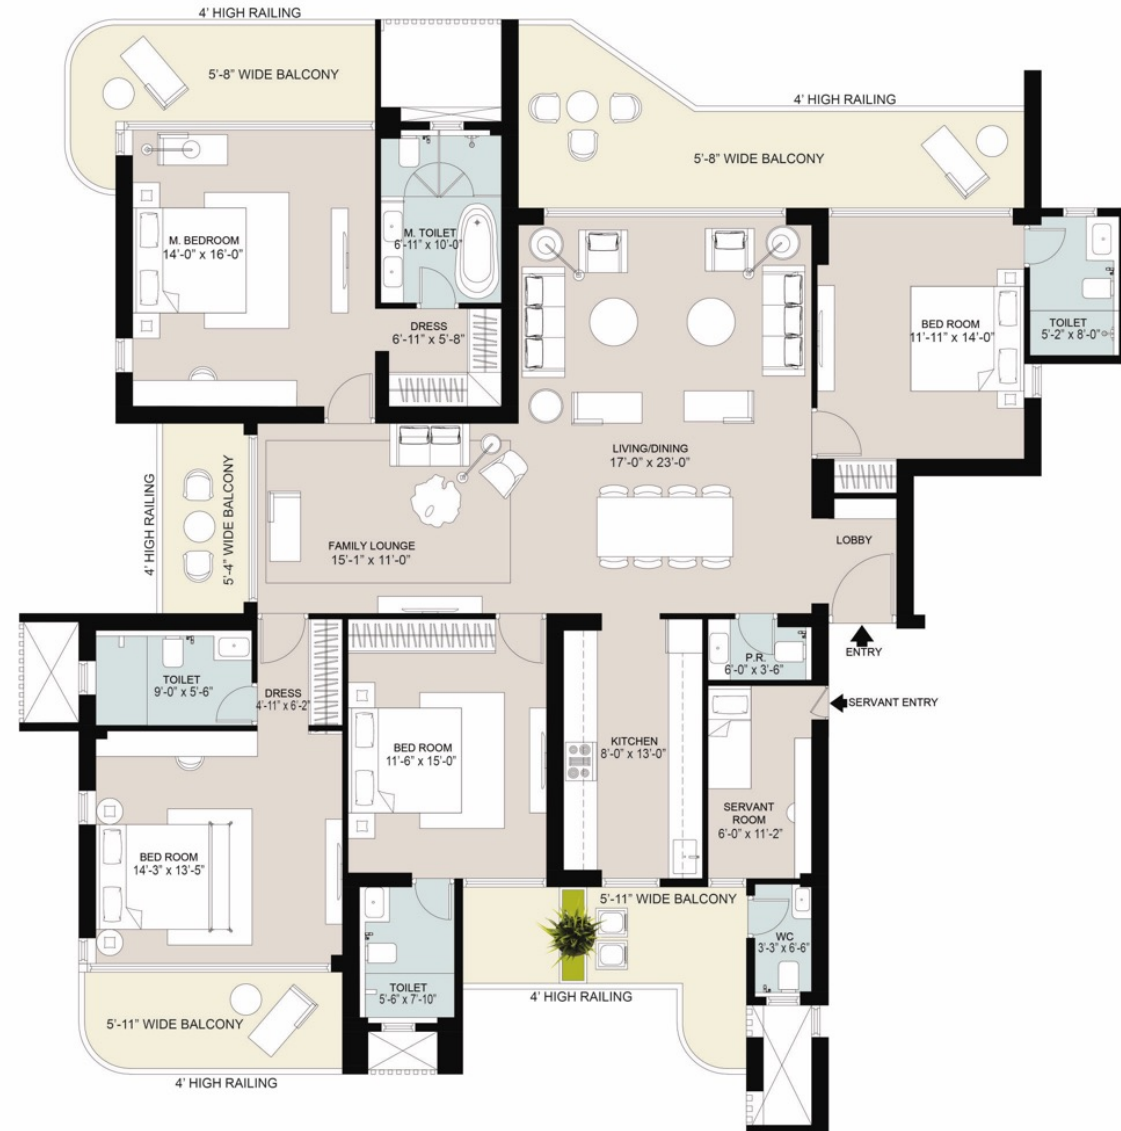 4' HIGH RAILING
5'-8" WIDE BALCONY
4' HIGH RAILING
5'-8" WIDE BALCONY
M. BEDROOM
14'-0" x 16'-0"
M. TOILET
6'-11" x 10'-0"
DRESS
6'-11" x 5'-8"
BED ROOM
11'-11" x 14'-0"
TOILET
5'-2" x 8'-0"
LIVING/DINING
17'-0" x 23'-0"
4' HIGH RAILING
5'-4" WIDE BALCONY
FAMILY LOUNGE
15'-1" x 11'-0"
LOBBY
ENTRY
TOILET
9'-0" x 5'-6"
DRESS
4'-11" x 6'-2"
P.R.
6'-0" x 3'-6"
SERVANT ENTRY
BED ROOM
11'-6" x 15'-0"
KITCHEN
8'-0" x 13'-0"
SERVANT
ROOM
6'-0" x 11'-2"
BED ROOM
14'-3" x 13'-5"
5'-11" WIDE BALCONY
WC
3'-3" x 6'-6"
TOILET
5'-6" x 7'-10"
4' HIGH RAILING
5'-11" WIDE BALCONY
4' HIGH RAILING